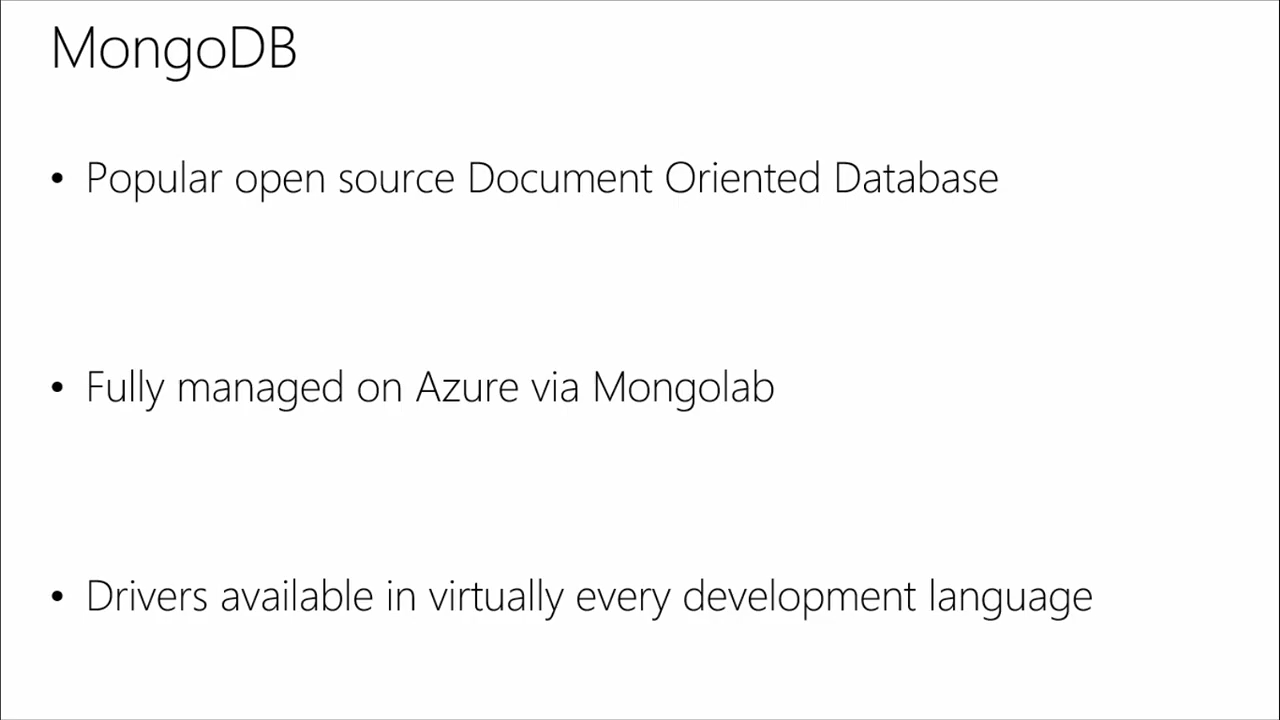 MongoDB
• Popular open source Document Oriented Database
• Fully managed on Azure via Mongolab
• Drivers available in virtually every development language